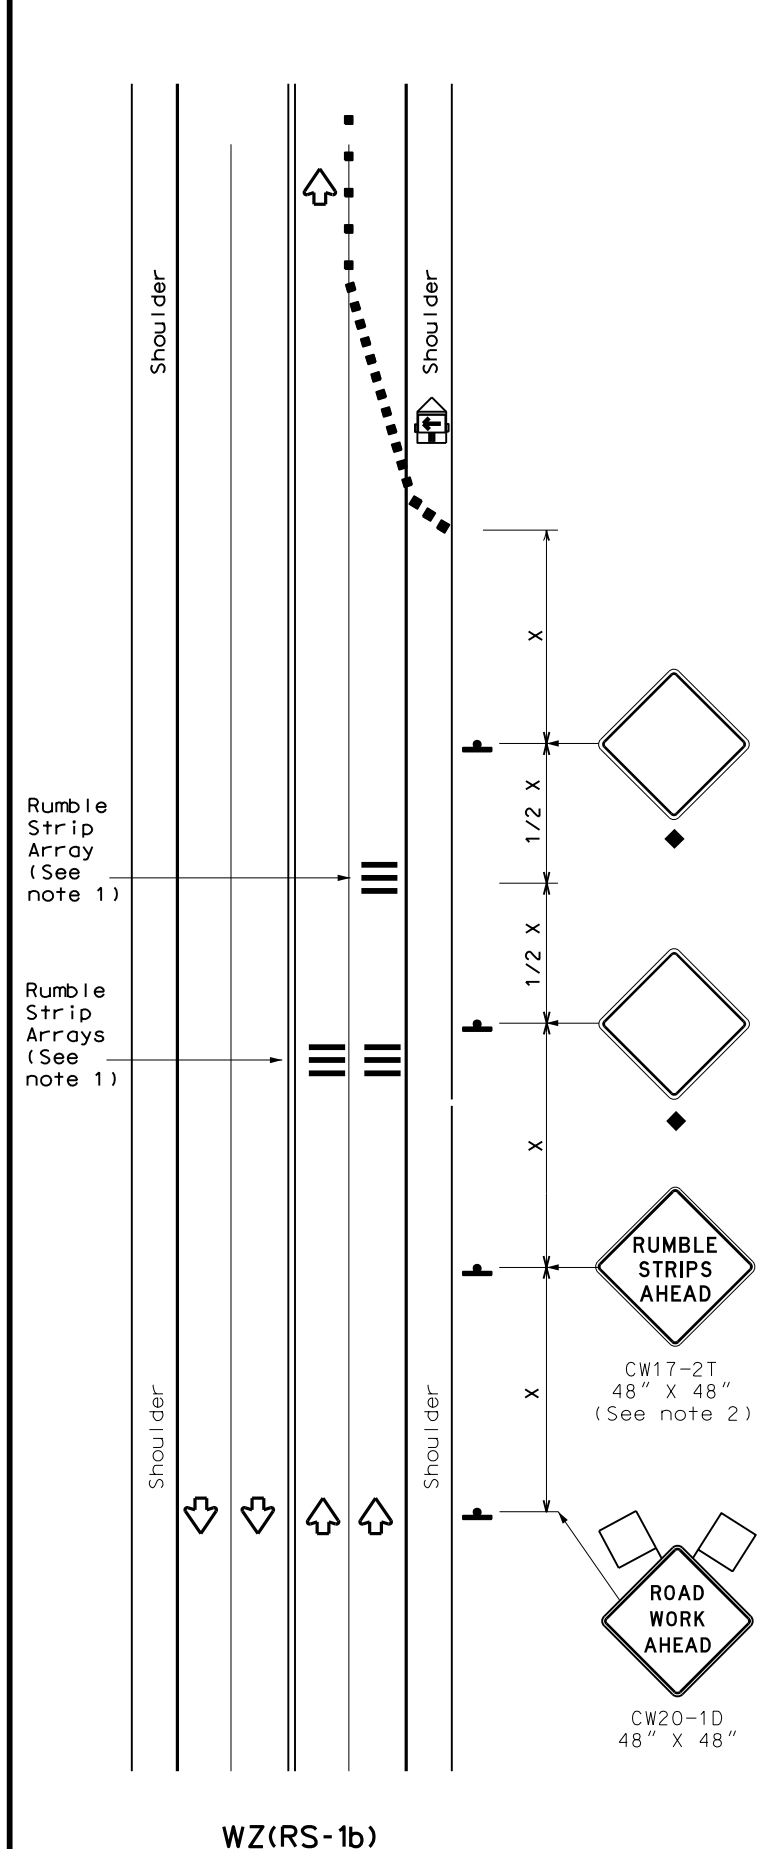 Shoulder
Shoulder
X
1/2 X
Rumble
Strip
Array
(See
note 1)
1/2 X
Rumble
Strip
Arrays
(See
note 1)
X
RUMBLE
STRIPS
AHEAD
CW17-2T
48" X 48"
(See note 2)
X
Shoulder
Shoulder
ROAD
WORK
AHEAD
CW20-1D
48" X 48"
WZ(RS-1b)